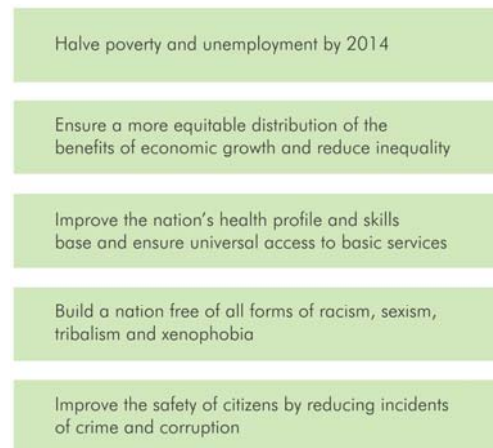 Halve poverty and unemployment by 2014
Ensure a more equitable distribution of the
benefits of economic growth and reduce inequality
Improve the nation's health profile and skills
base and ensure universal access to basic services
Build a nation free of all forms of racism, sexism,
tribalism and xenophobia
Improve the safety of citizens by reducing incidents
of crime and corruption